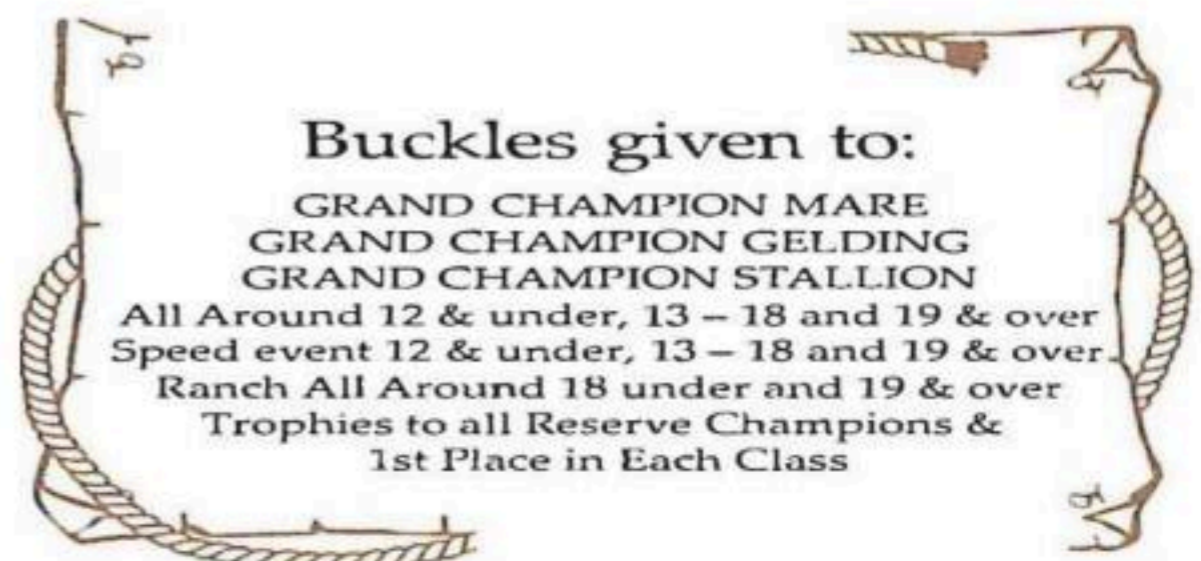 Buckles given to:
GRAND CHAMPION MARE
GRAND CHAMPION GELDING
GRAND CHAMPION STALLION
All Around 12 & under, 13 – 18 and 19 & over
Speed event 12 & under, 13 – 18 and 19 & over.
Ranch All Around 18 under and 19 & over
Trophies to all Reserve Champions &
1st Place in Each Class